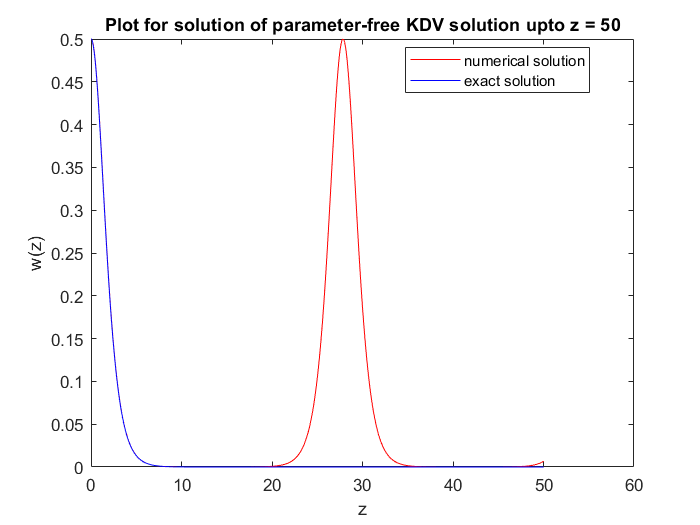 Plot for solution of parameter-free KDV solution upto z = 50
0.5
numerical solution
exact solution
0.45
0.4
0.35
0.3
w(z)
0.25
0.2
0.15
0.1
0.05
0
0 10 20 30 40 50 60
z